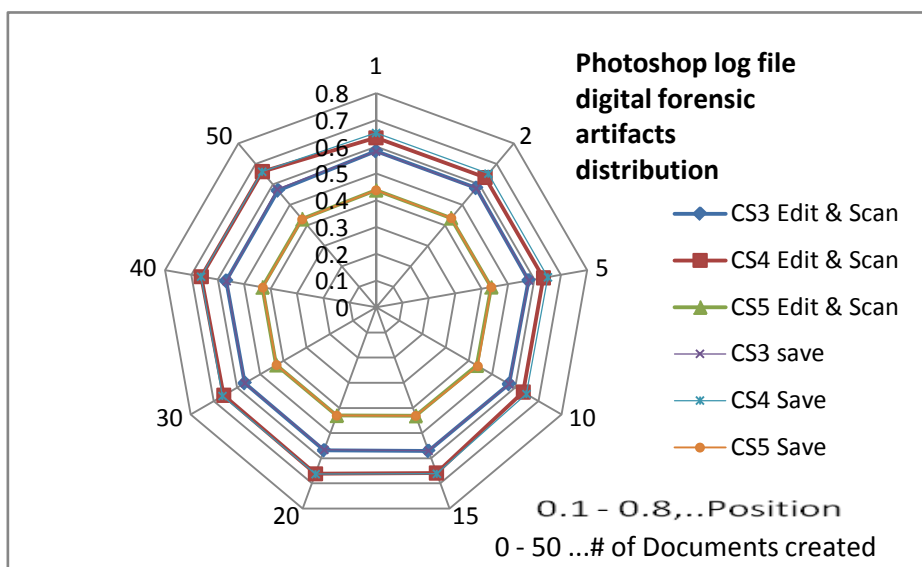 Photoshop log file
digital forensic
artifacts
distribution
1
2
5
10
15
20
30
40
50
0.8
0.7
0.6
0.5
0.4
0.3
0.2
0.1
0
CS3 Edit & Scan
CS4 Edit & Scan
CS5 Edit & Scan
CS3 save
CS4 Save
CS5 Save
0.1 - 0.8,..Position
0 - 50 ...# of Documents created